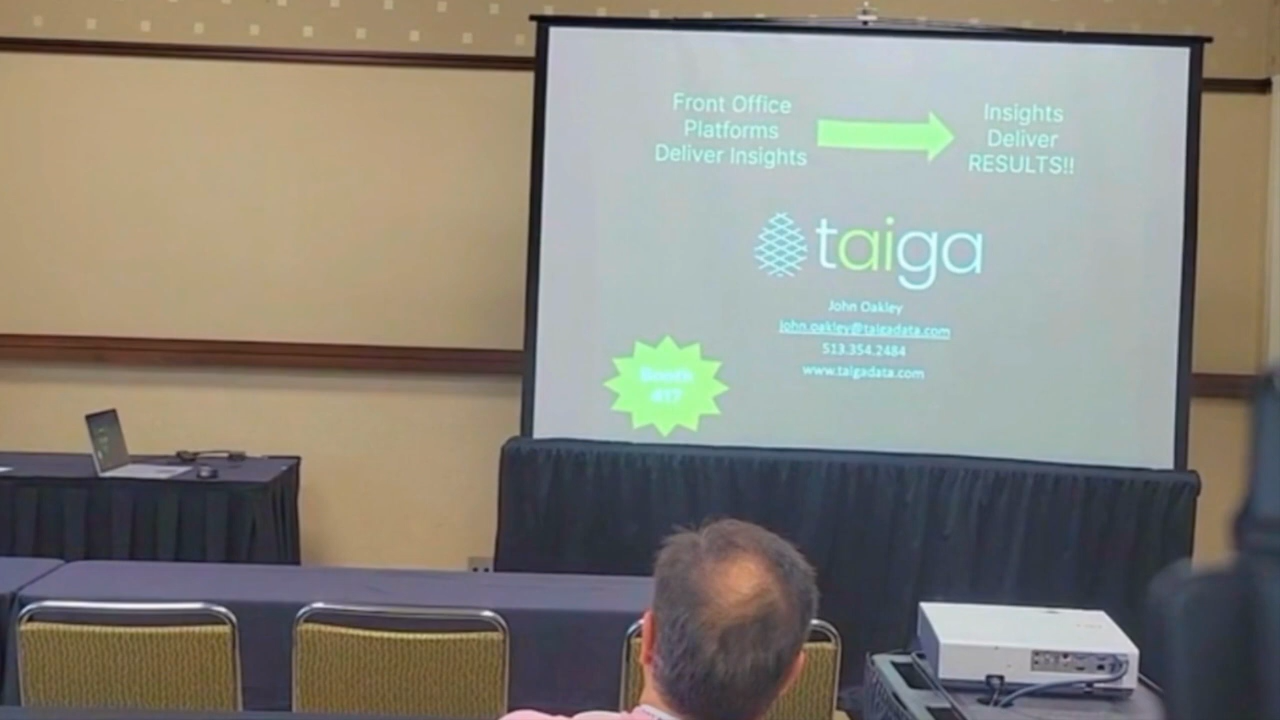 Front Office
Platforms
Deliver Insights
Insights
Deliver
RESULTS!!
taiga
John Oakley
john.oakley@taigadata.com
513.354.2484
www.taigadata.com
Booth